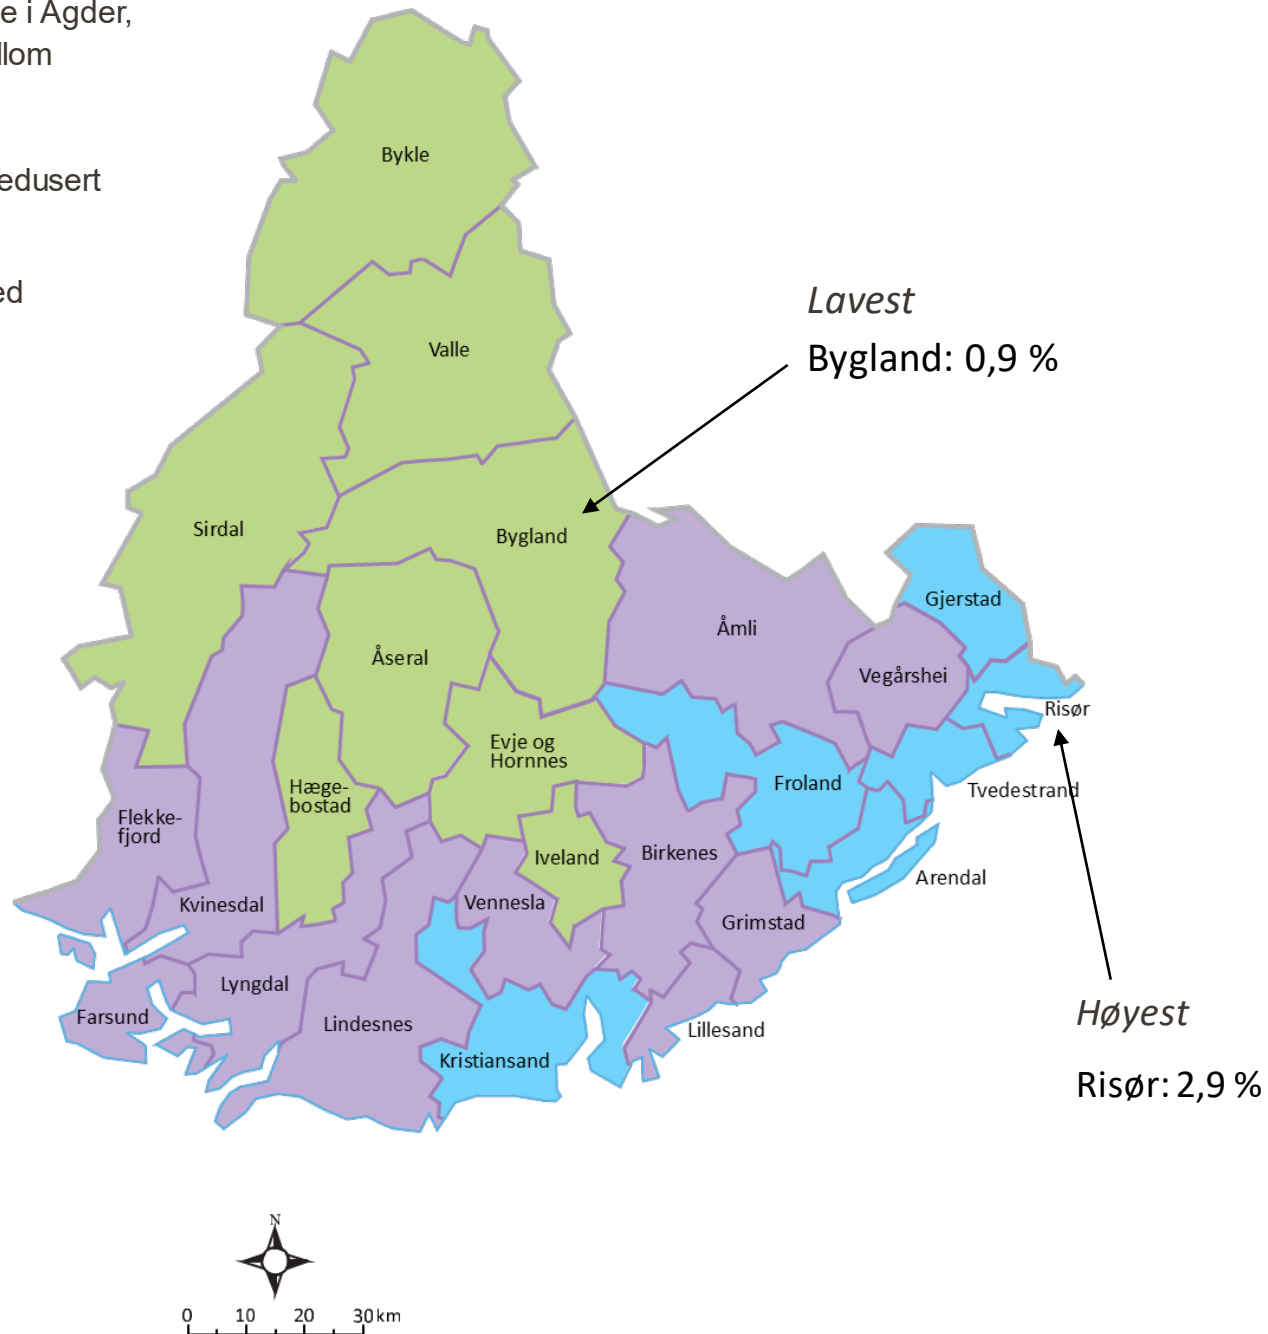 e i Agder,
llom
edusert
ed
Bykle
Valle
Lavest
Bygland: 0,9 %
Sirdal
Bygland
Åmli
Gjerstad
Åseral
Vegårshei
Risør
Evje og
Hornnes
Hæge-
bostad
Froland
Tvedestrand
Flekke-
fjord
Iveland
Birkenes
Arendal
Kvinesdal
Vennesla
Grimstad
Lyngdal
Farsund
Lindesnes
Lillesand
Kristiansand
Høyest
Risør: 2,9 %
N
0 10 20 30 km